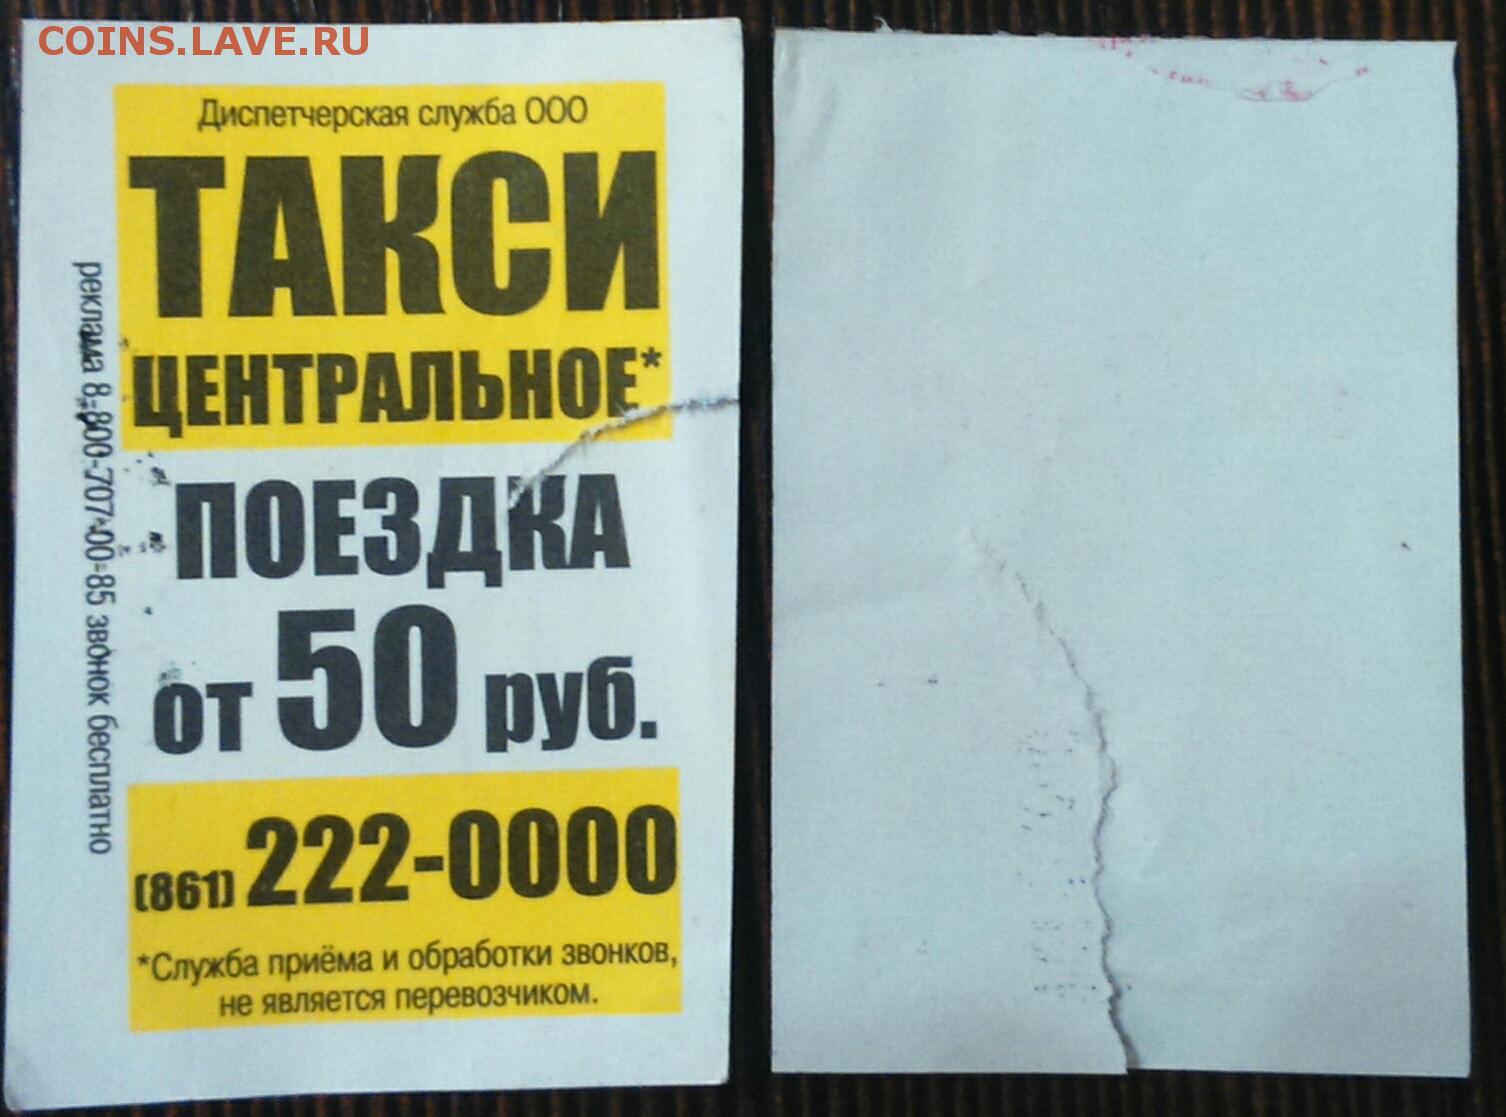 COINS.LAVE.RU
Диспетчерская служба ООО
ТАКСИ
ЦЕНТРАЛЬНОЕ*
ПОЕЗДКА
от 50 руб.
(861) 222-0000
*Служба приёма и обработки звонков,
не является перевозчиком.
реклама 8-800-707-00-85 звонок бесплатно